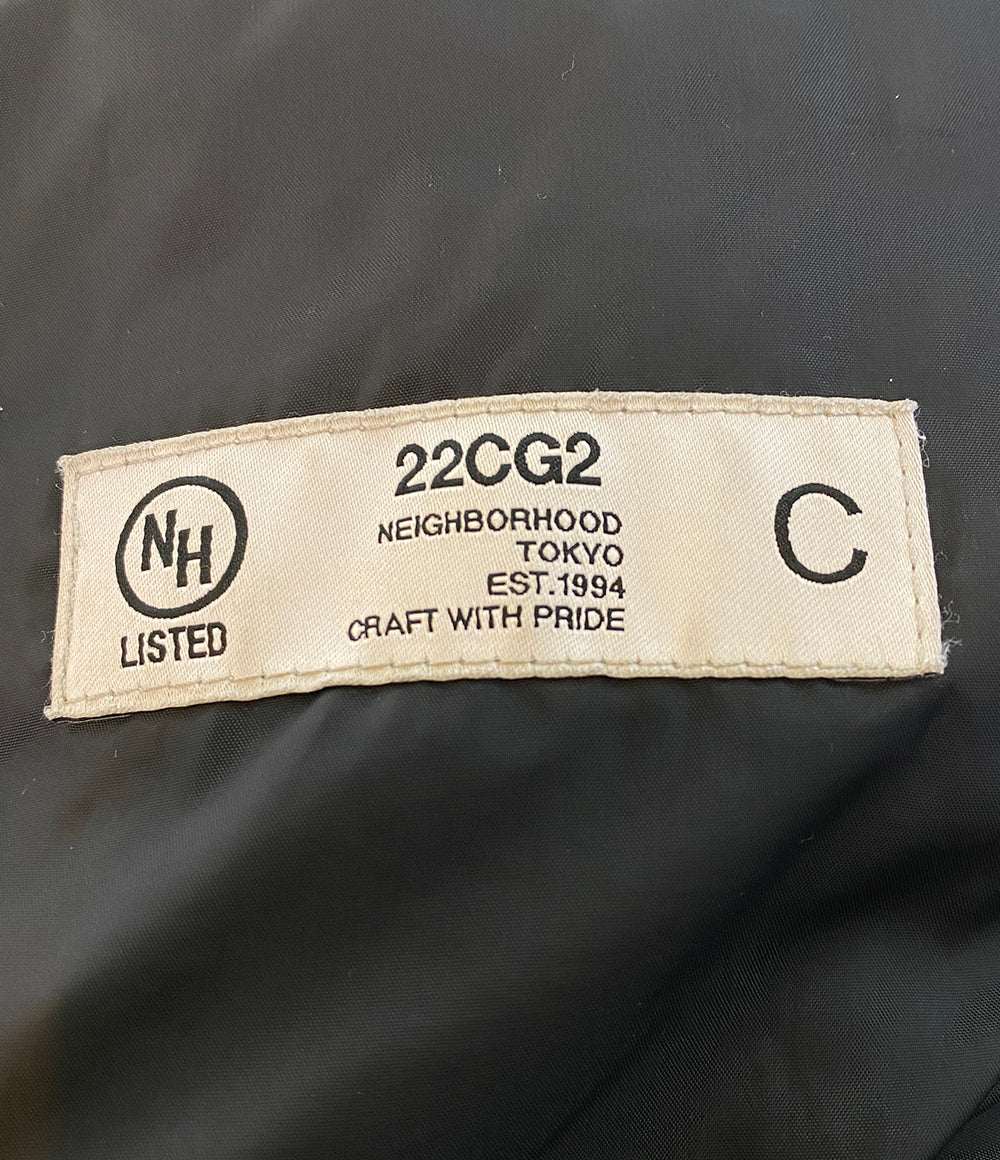 NH
LISTED
22CG2
NEIGHBORHOOD
TOKYO
EST.1994
CRAFT WITH PRIDE
C